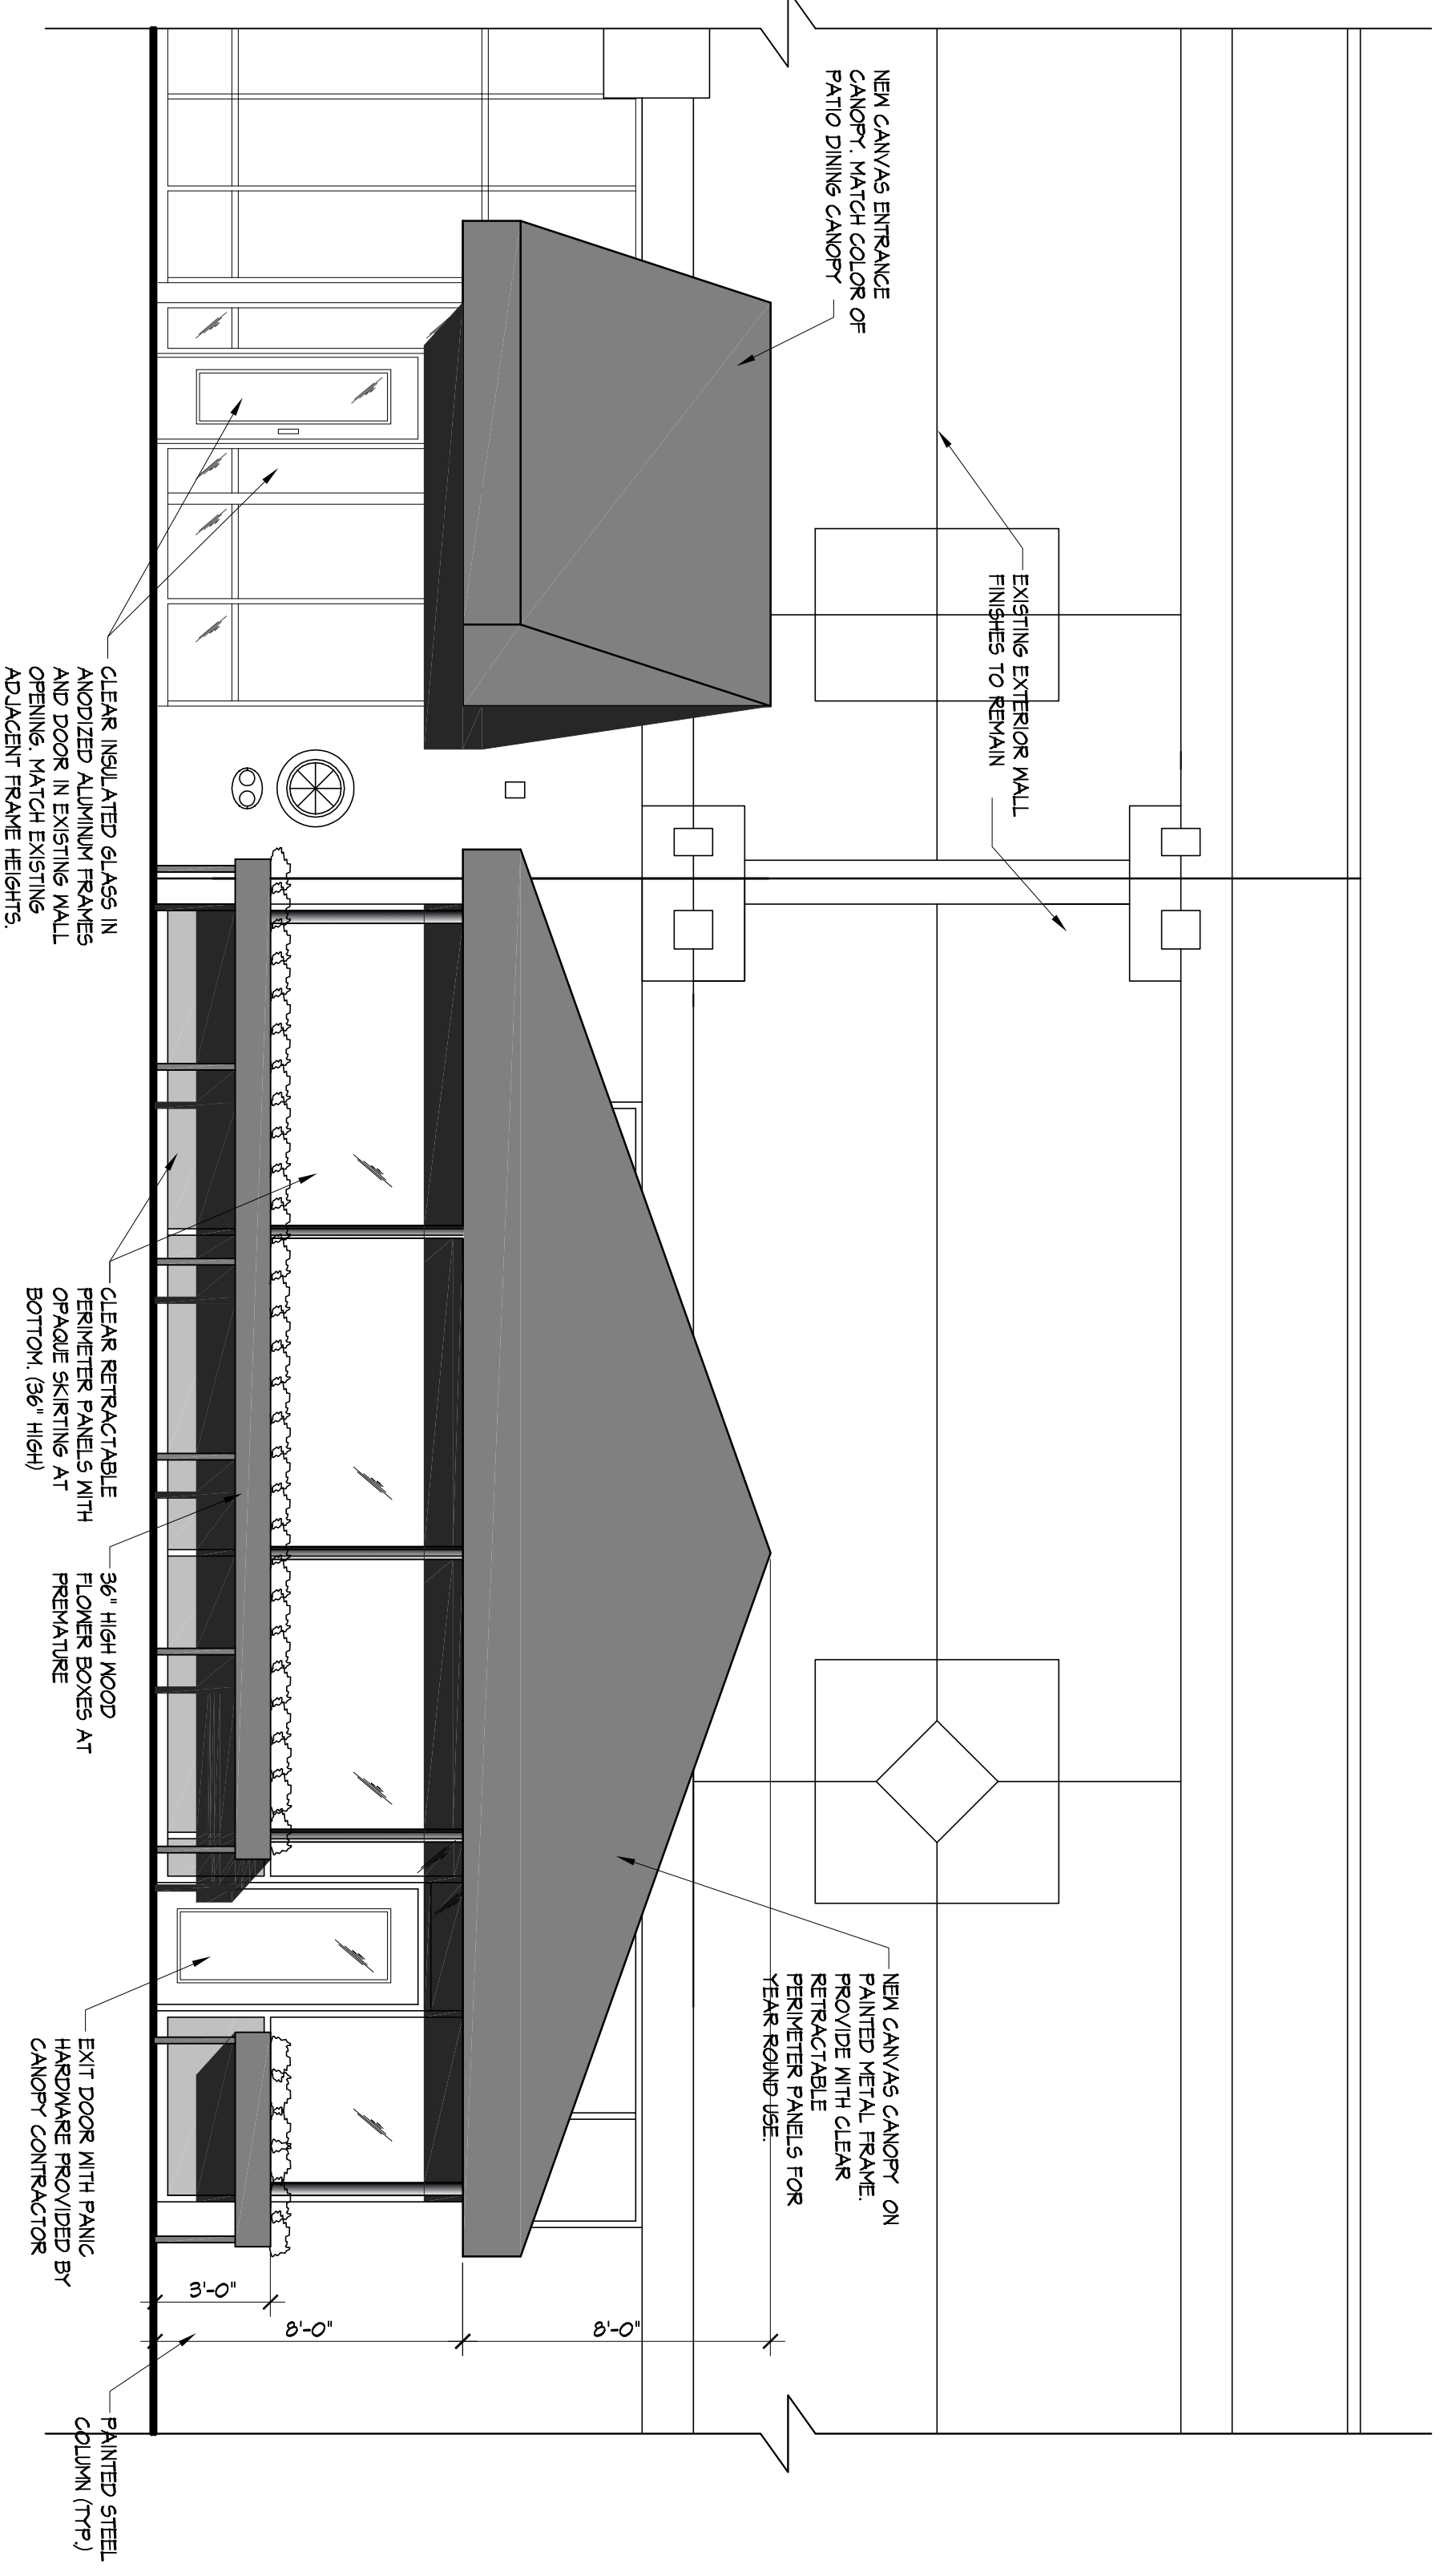 NEW CANVAS ENTRANCE
CANOPY. MATCH COLOR OF
PATIO DINING CANOPY
EXISTING EXTERIOR WALL
FINISHES TO REMAIN
NEW CANVAS CANOPY ON
PAINTED METAL FRAME.
PROVIDE WITH CLEAR
RETRACTABLE
PERIMETER PANELS FOR
YEAR ROUND USE.
8'-0"
8'-0"
3'-0"
CLEAR INSULATED GLASS IN
ANODIZED ALUMINUM FRAMES
AND DOOR IN EXISTING WALL
OPENING. MATCH EXISTING
ADJACENT FRAME HEIGHTS.
CLEAR RETRACTABLE
PERIMETER PANELS WITH
OPAQUE SKIRTING AT
BOTTOM. (36" HIGH)
36" HIGH WOOD
FLOWER BOXES AT
PREMATURE
EXIT DOOR WITH PANIC
HARDWARE PROVIDED BY
CANOPY CONTRACTOR
PAINTED STEEL
COLUMN (TYP.)